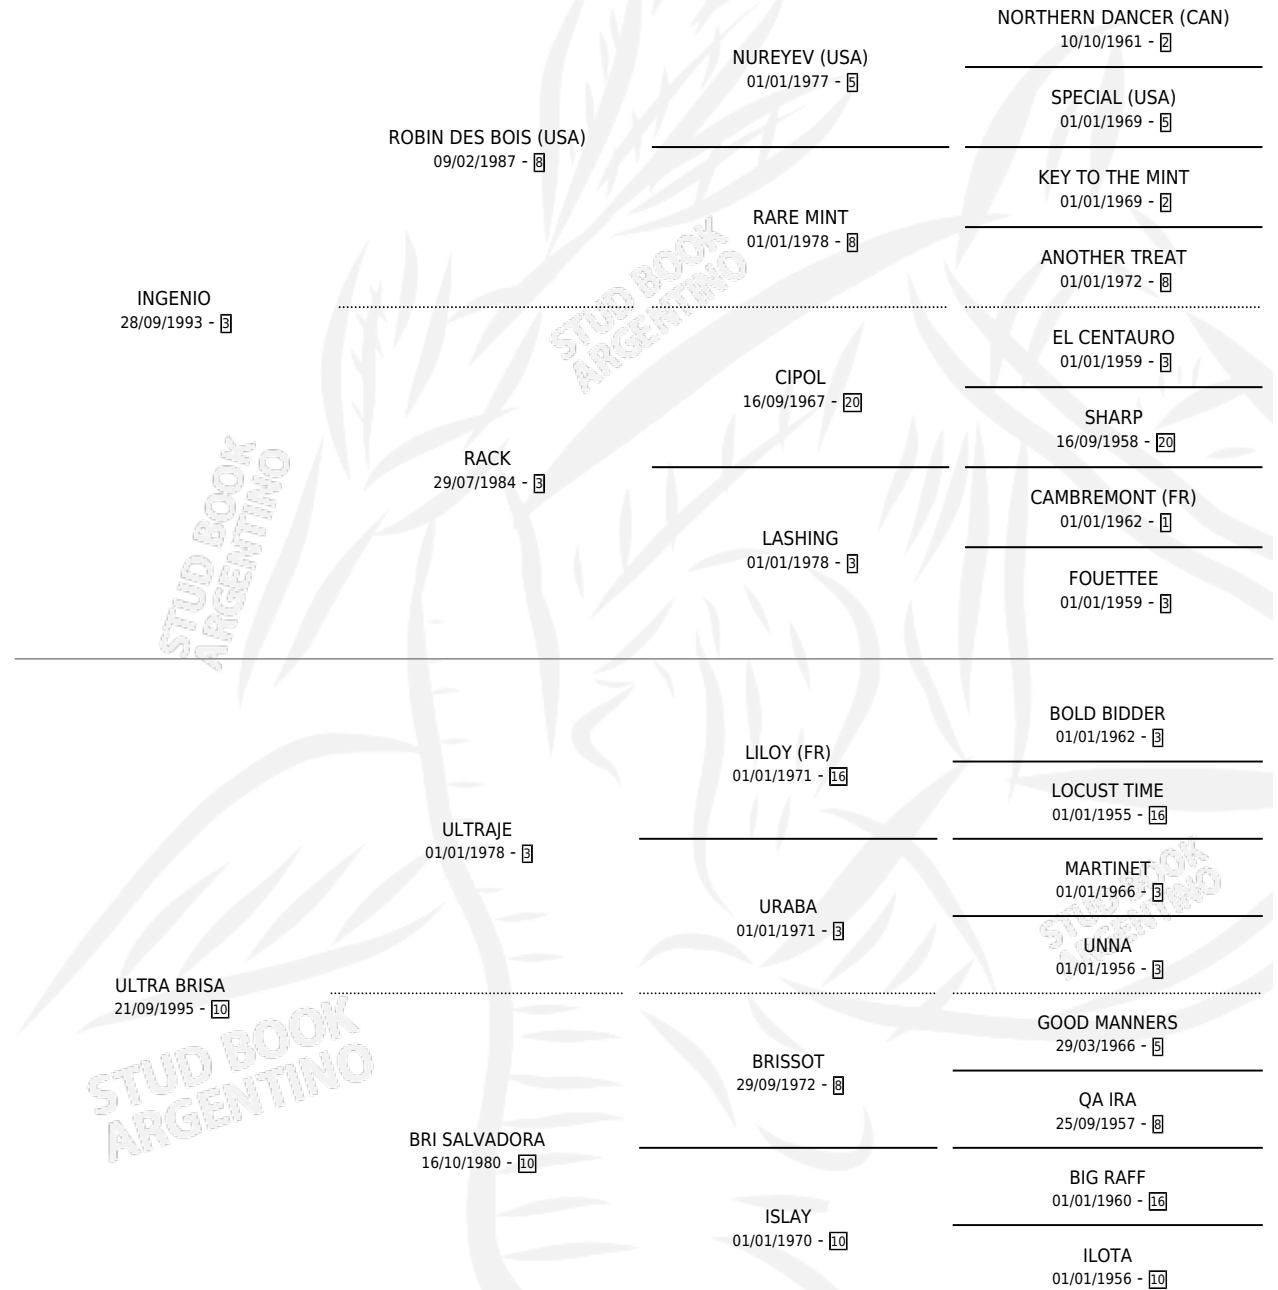 NORTHERN DANCER (CAN)
10/10/1961 - 2
NUREYEV (USA)
01/01/1977 - 5
SPECIAL (USA)
01/01/1969 - 5
ROBIN DES BOIS (USA)
09/02/1987 - 8
KEY TO THE MINT
01/01/1969 - 2
RARE MINT
01/01/1978 - 8
ANOTHER TREAT
01/01/1972 - 8
INGENIO
28/09/1993 - 3
EL CENTAURO
01/01/1959 - 3
CIPOL
16/09/1967 - 20
SHARP
16/09/1958 - 20
RACK
29/07/1984 - 3
CAMBREMONT (FR)
01/01/1962 - 1
LASHING
01/01/1978 - 3
FOUETTEE
01/01/1959 - 3
STUD BOOK
ARGENTINO
STUD BOOK
ARGENTINO
BOLD BIDDER
01/01/1962 - 3
LILOY (FR)
01/01/1971 - 16
LOCUST TIME
01/01/1955 - 16
ULTRAJE
01/01/1978 - 3
MARTINET
01/01/1966 - 3
URABA
01/01/1971 - 3
UNNA
01/01/1956 - 3
ULTRA BRISA
21/09/1995 - 10
GOOD MANNERS
29/03/1966 - 5
BRISSOT
29/09/1972 - 8
QA IRA
25/09/1957 - 8
BRI SALVADORA
16/10/1980 - 10
BIG RAFF
01/01/1960 - 16
ISLAY
01/01/1970 - 10
ILOTA
01/01/1956 - 10
STUD BOOK
ARGENTINO
STUD BOOK
ARGENTINO